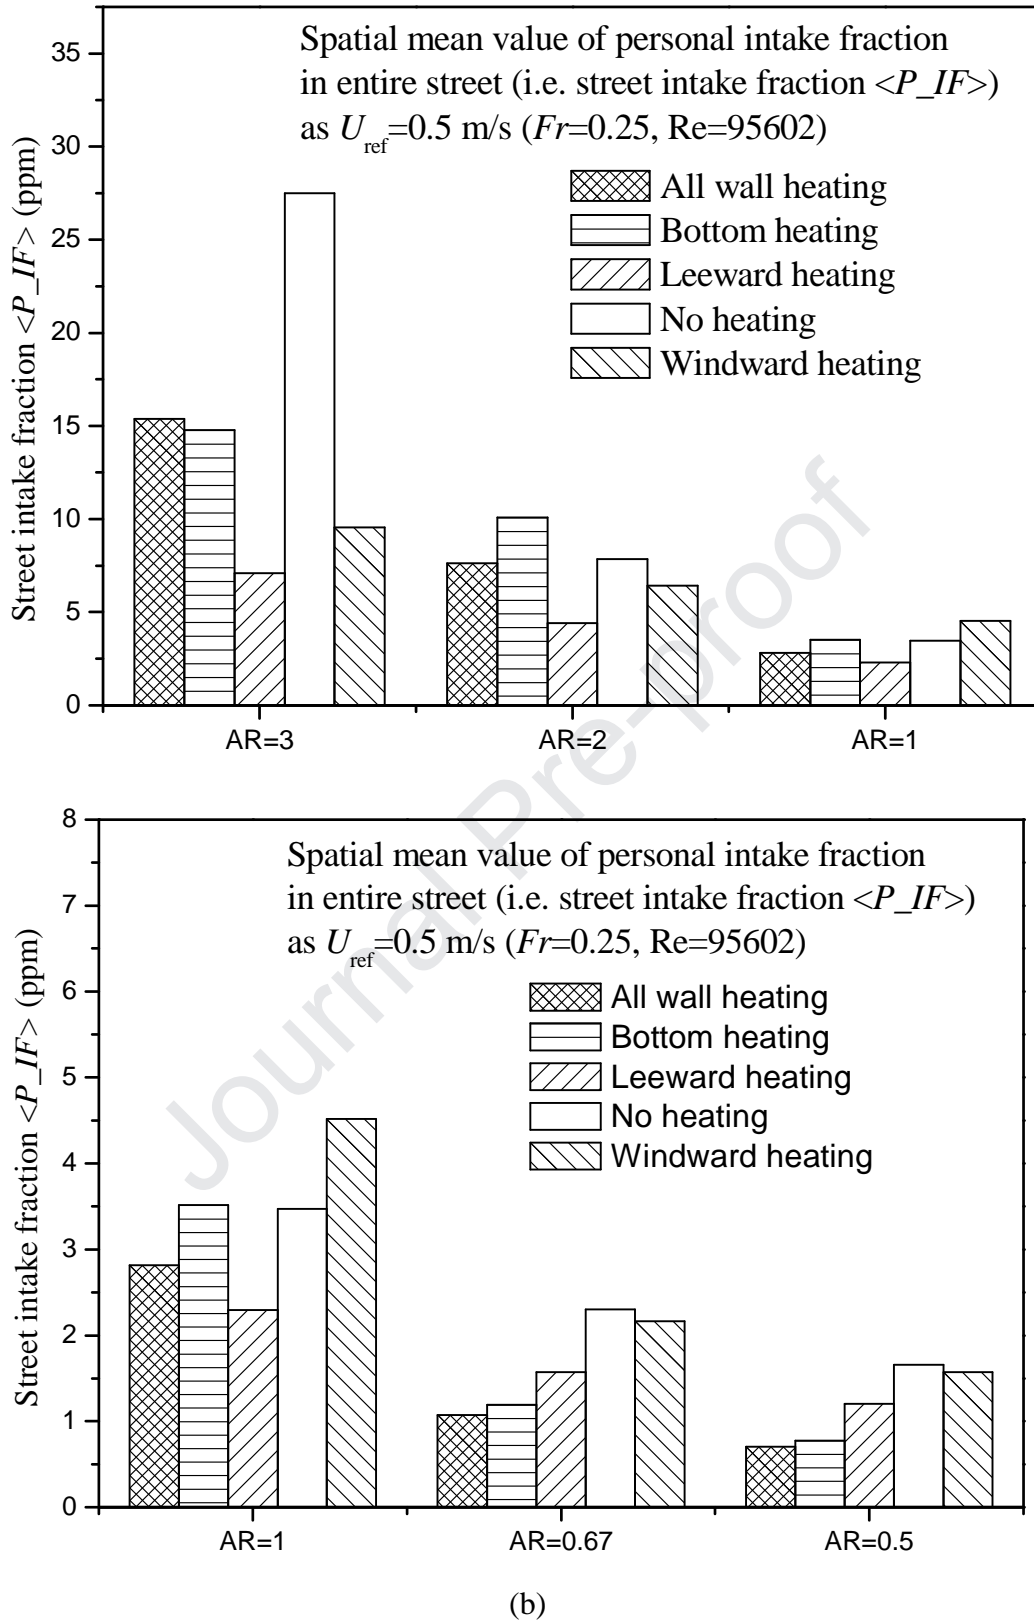 Spatial mean value of personal intake fraction
in entire street (i.e. street intake fraction <P_IF>)
as Uref=0.5 m/s (Fr=0.25, Re=95602)
All wall heating
Bottom heating
Leeward heating
No heating
Windward heating
Street intake fraction <P_IF> (ppm)
35
30
25
20
15
10
5
0
AR=3
AR=2
AR=1
Journal Pre-proof
Spatial mean value of personal intake fraction
in entire street (i.e. street intake fraction <P_IF>)
as Uref=0.5 m/s (Fr=0.25, Re=95602)
All wall heating
Bottom heating
Leeward heating
No heating
Windward heating
Street intake fraction <P_IF> (ppm)
8
7
6
5
4
3
2
1
0
AR=1
AR=0.67
AR=0.5
(b)